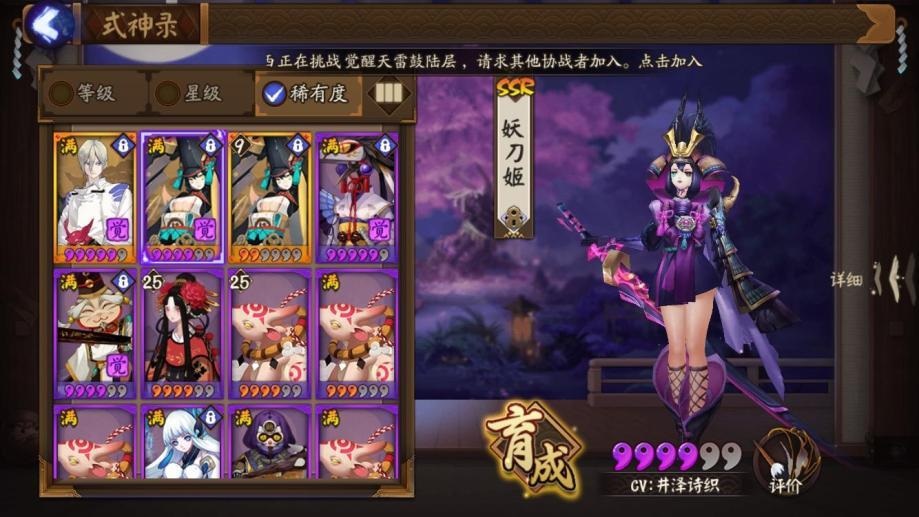 式神录
正在挑战觉醒天雷鼓陆层，请求其他协战者加入。点击加入
等级
星级
稀有度
SSR
妖刀姬
满
满
9
满
觉
觉
满
25
25
满
觉
满
满
满
满
详细
育成
CV:井泽诗织
评价